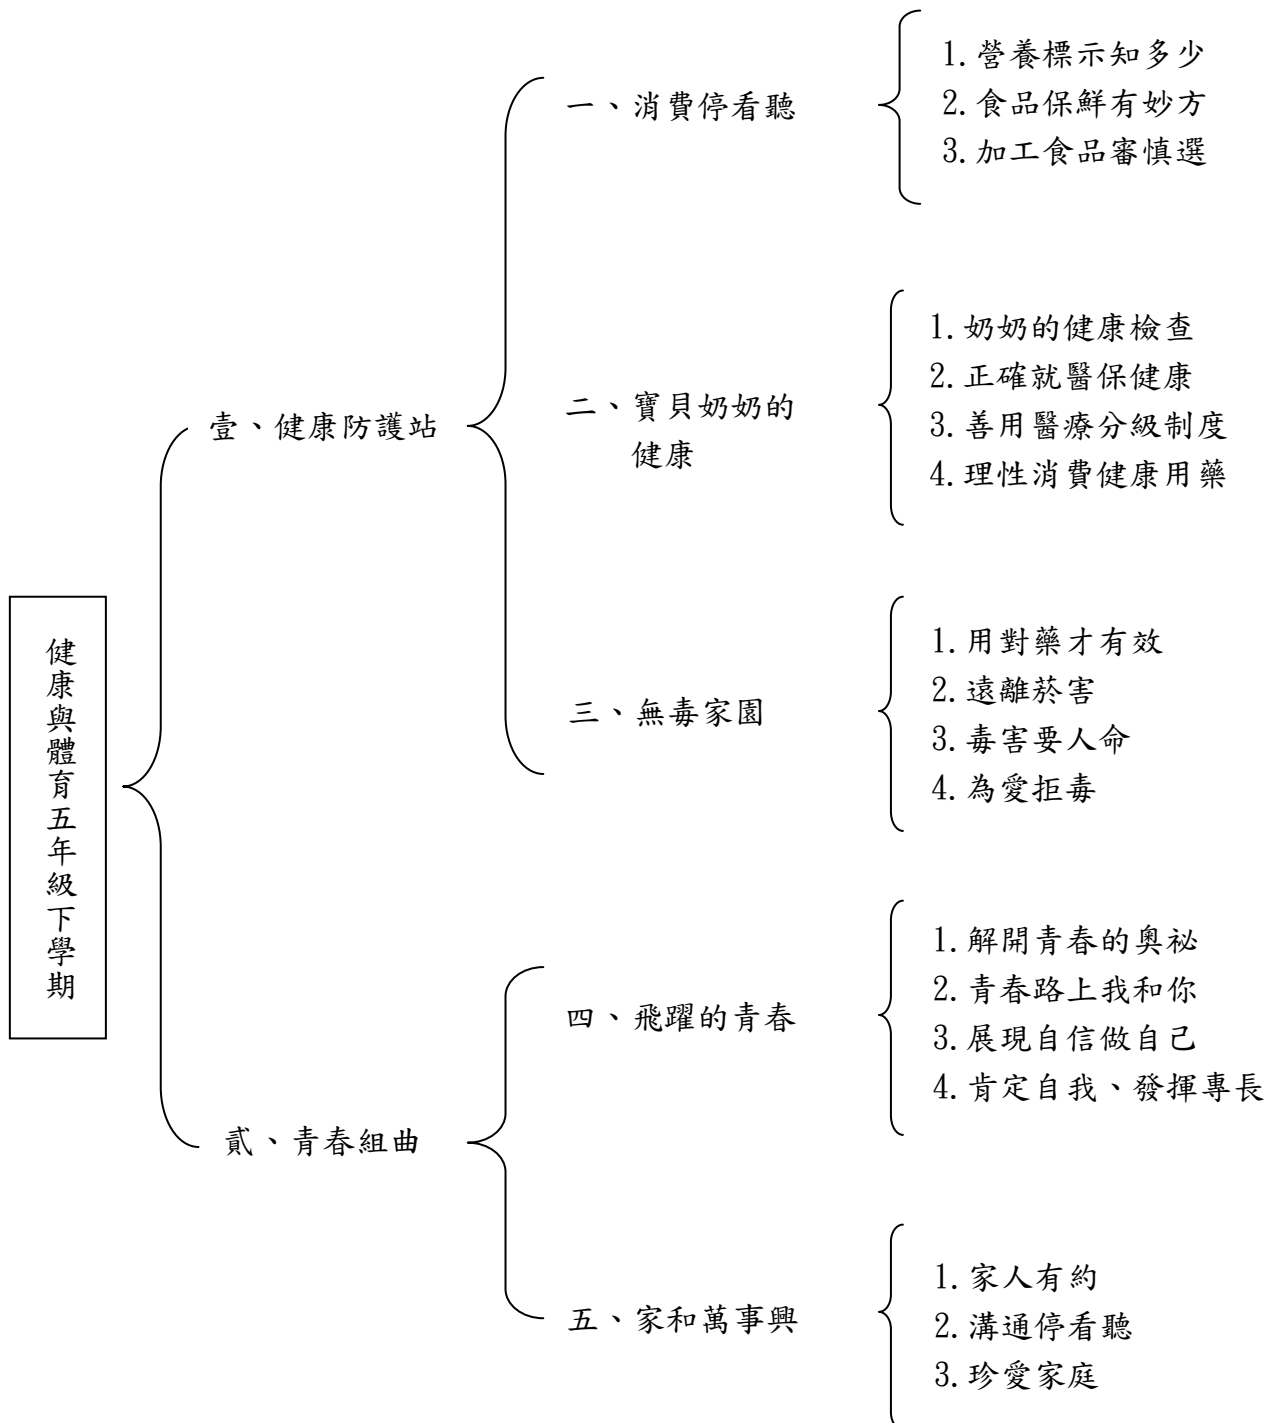 健康與體育五年級下學期
壹、健康防護站
一、消費停看聽
1.營養標示知多少
2.食品保鮮有妙方
3.加工食品審慎選
二、寶貝奶奶的
健康
1.奶奶的健康檢查
2.正確就醫保健康
3.善用醫療分級制度
4.理性消費健康用藥
三、無毒家園
1.用對藥才有效
2.遠離菸害
3.毒害要人命
4.為愛拒毒
貳、青春組曲
四、飛躍的青春
1.解開青春的奧祕
2.青春路上我和你
3.展現自信做自己
4.肯定自我、發揮專長
五、家和萬事興
1.家人有約
2.溝通停看聽
3.珍愛家庭